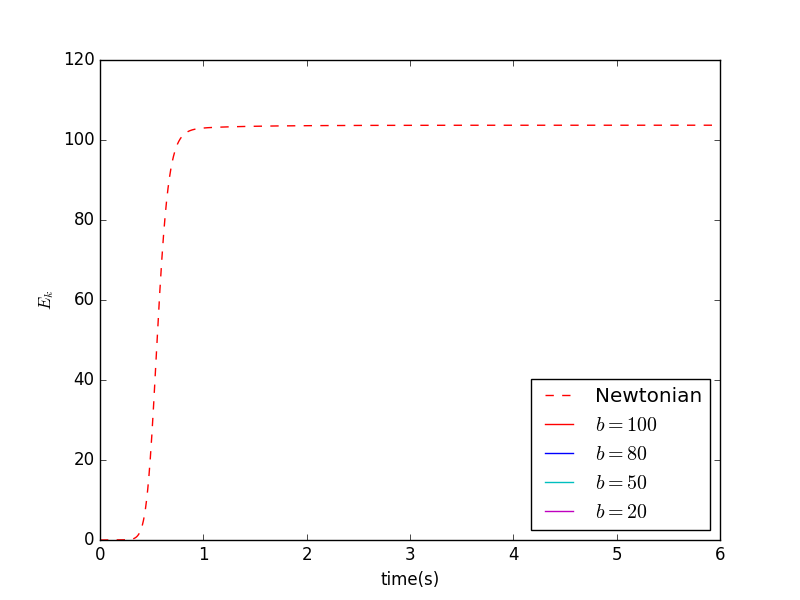 120
100
80
60
40
20
0
E_k
0 1 2 3 4 5 6
time(s)
Newtonian
b = 100
b = 80
b = 50
b = 20